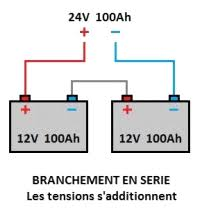 24V 100Ah
+ −
+ − + −
12V 100Ah 12V 100Ah
BRANCHEMENT EN SERIE
Les tensions s'additionnent